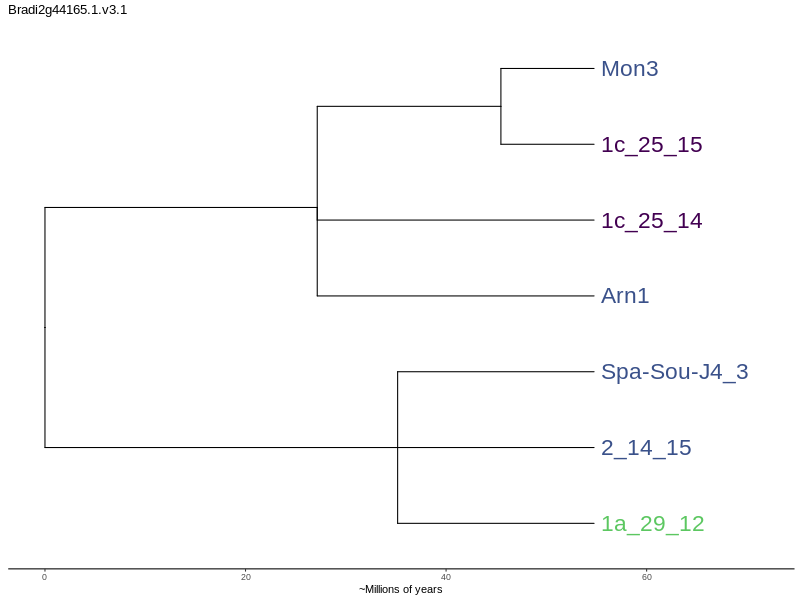 Bradi2g44165.1.v3.1
Mon3
1c_25_15
1c_25_14
Arn1
Spa-Sou-J4_3
2_14_15
1a_29_12
0 20 40 60
~Millions of years